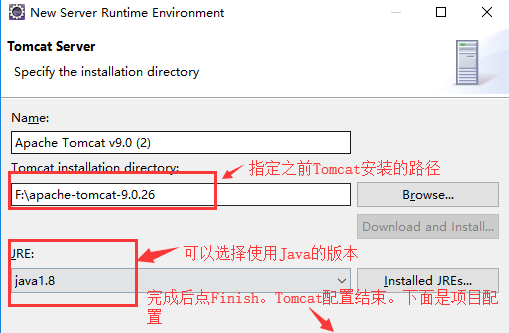 New Server Runtime Environment
Tomcat Server
Specify the installation directory
Name:
Apache Tomcat v9.0 (2)
Tomcat installation directory:
指定之前Tomcat安装的路径
F:\apache-tomcat-9.0.26
Browse...
Download and Install...
JRE:
可以选择使用Java的版本
java1.8
Installed JREs...
完成后点Finish。Tomcat配置结束。下面是项目配
置